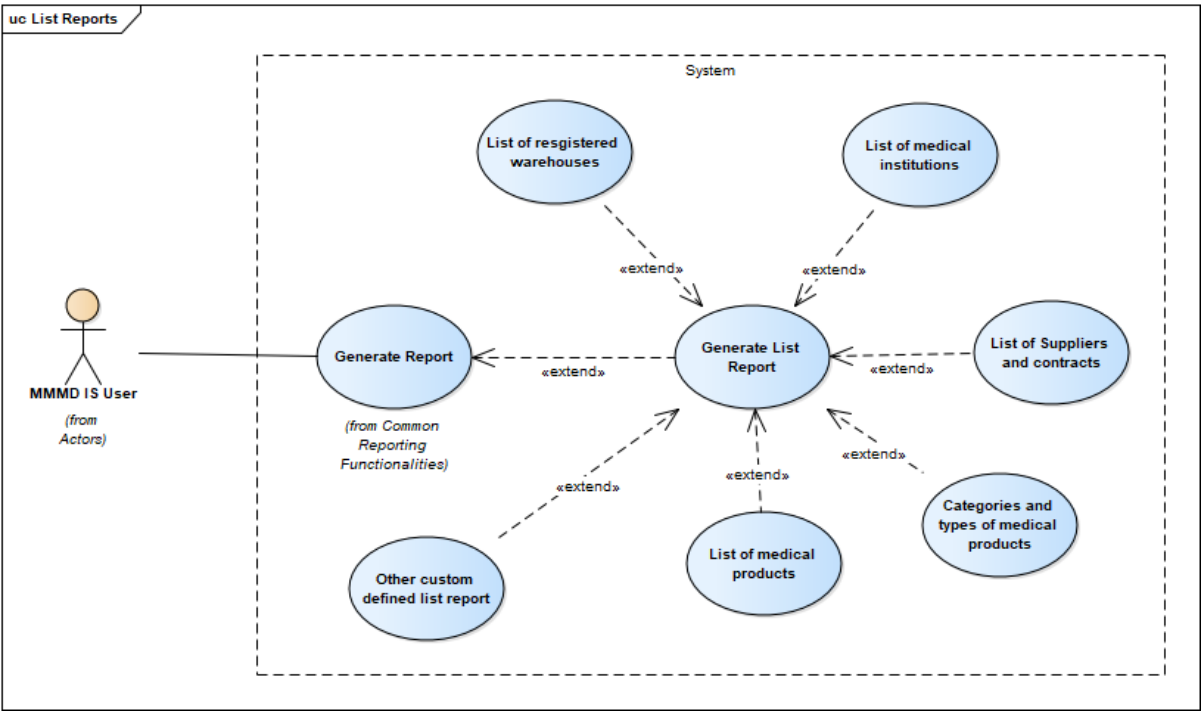 uc List Reports
System
List of resgistered
warehouses
List of medical
institutions
«extend»
«extend»
Generate Report
(from Common
Reporting
Functionalities)
«extend»
Generate List
Report
«extend»
List of Suppliers
and contracts
MMMD IS User
(from
Actors)
«extend»
«extend»
«extend»
Other custom
defined list report
List of medical
products
Categories and
types of medical
products